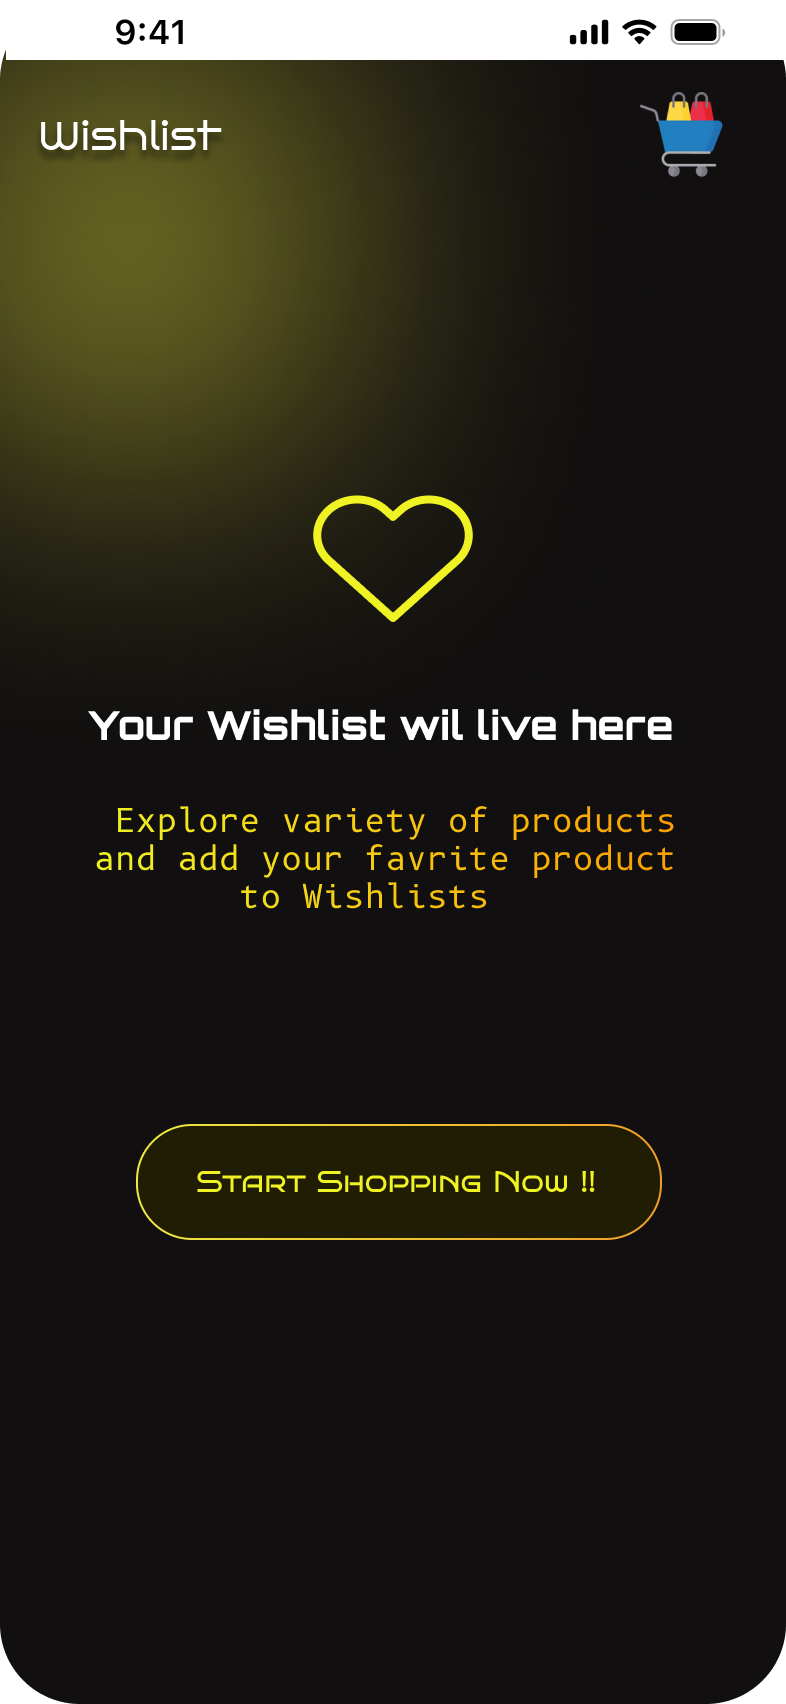 9:41
Wishlist
Your Wishlist wil live here
Explore variety of products
and add your favrite product
to Wishlists
Start Shopping Now !!